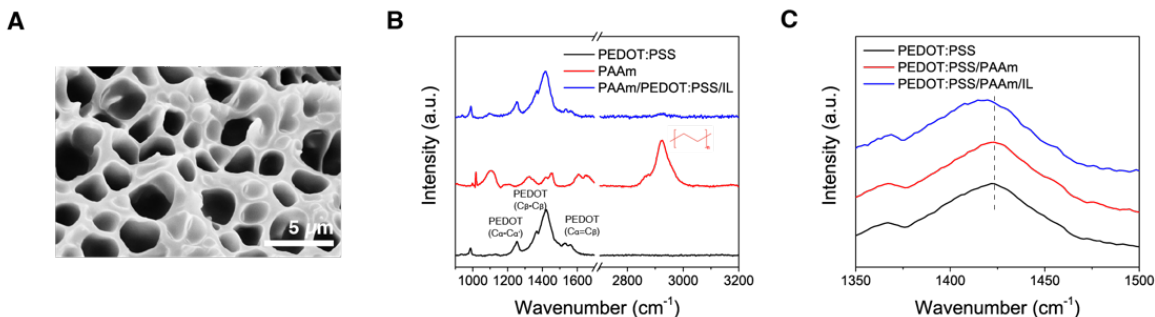 A
5 μm
B
PEDOT:PSS
PAAm
PAAm/PEDOT:PSS/IL
Intensity (a.u.)
PEDOT
(Cβ-Cβ)
PEDOT
(Cα-Cα')
PEDOT
(Cα=Cβ)
1000 1200 1400 1600 2800 3000 3200
Wavenumber (cm⁻¹)
C
PEDOT:PSS
PEDOT:PSS/PAAm
PEDOT:PSS/PAAm/IL
Intensity (a.u.)
1350 1400 1450 1500
Wavenumber (cm⁻¹)